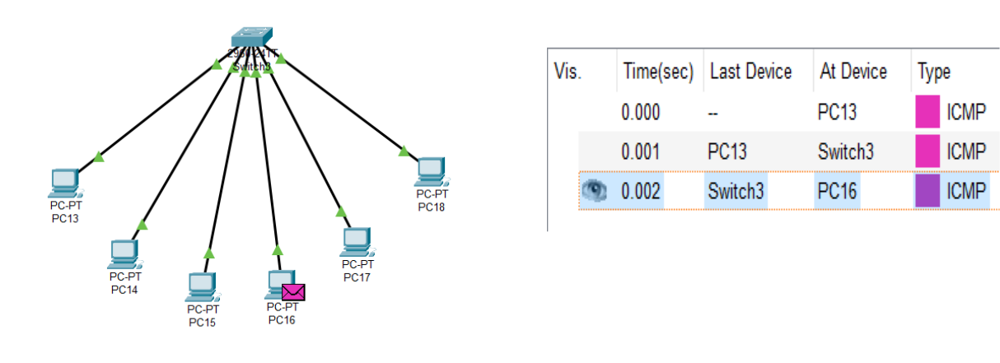 2960-24TT
Switch3
PC-PT
PC13
PC-PT
PC14
PC-PT
PC15
PC-PT
PC16
PC-PT
PC17
PC-PT
PC18
Vis. Time(sec) Last Device At Device Type
0.000 -- PC13 ICMP
0.001 PC13 Switch3 ICMP
0.002 Switch3 PC16 ICMP